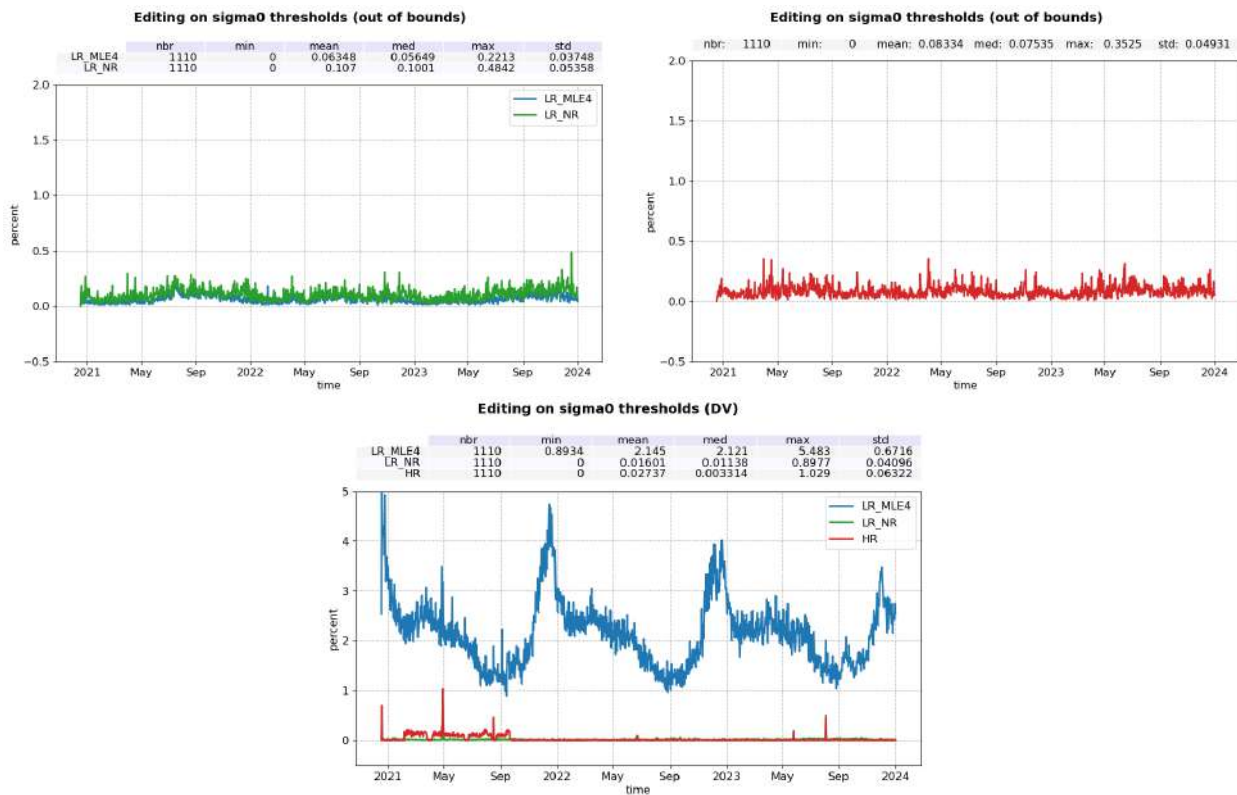 Editing on sigma0 thresholds (out of bounds)
nbr min mean med max std
LR_MLE4 1110 0 0.06348 0.05649 0.2213 0.03748
LR_NR 1110 0 0.107 0.1001 0.4842 0.05358
2.0
1.5
1.0
0.5
0.0
−0.5
percent
LR_MLE4
LR_NR
2021 May Sep 2022 May Sep 2023 May Sep 2024
time
Editing on sigma0 thresholds (out of bounds)
nbr: 1110 min: 0 mean: 0.08334 med: 0.07535 max: 0.3525 std: 0.04931
2.0
1.5
1.0
0.5
0.0
−0.5
percent
2021 May Sep 2022 May Sep 2023 May Sep 2024
time
Editing on sigma0 thresholds (DV)
nbr min mean med max std
LR_MLE4 1110 0.8934 2.145 2.121 5.483 0.6716
LR_NR 1110 0 0.01601 0.01138 0.8977 0.04096
HR 1110 0 0.02737 0.003314 1.029 0.06322
5
4
3
2
1
0
percent
LR_MLE4
LR_NR
HR
2021 May Sep 2022 May Sep 2023 May Sep 2024
time